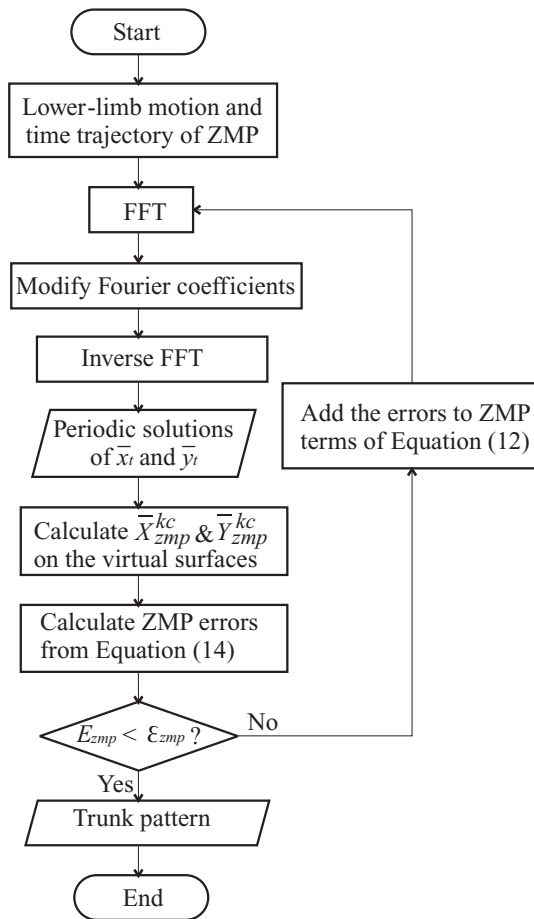 Start
Lower-limb motion and
time trajectory of ZMP
FFT
Modify Fourier coefficients
Inverse FFT
Periodic solutions
of x̄ₜ and ȳₜ
Add the errors to ZMP
terms of Equation (12)
Calculate X̄ᵏᶜzmp & Ȳᵏᶜzmp
on the virtual surfaces
Calculate ZMP errors
from Equation (14)
Ezmp < Ɛzmp ?
No
Yes
Trunk pattern
End